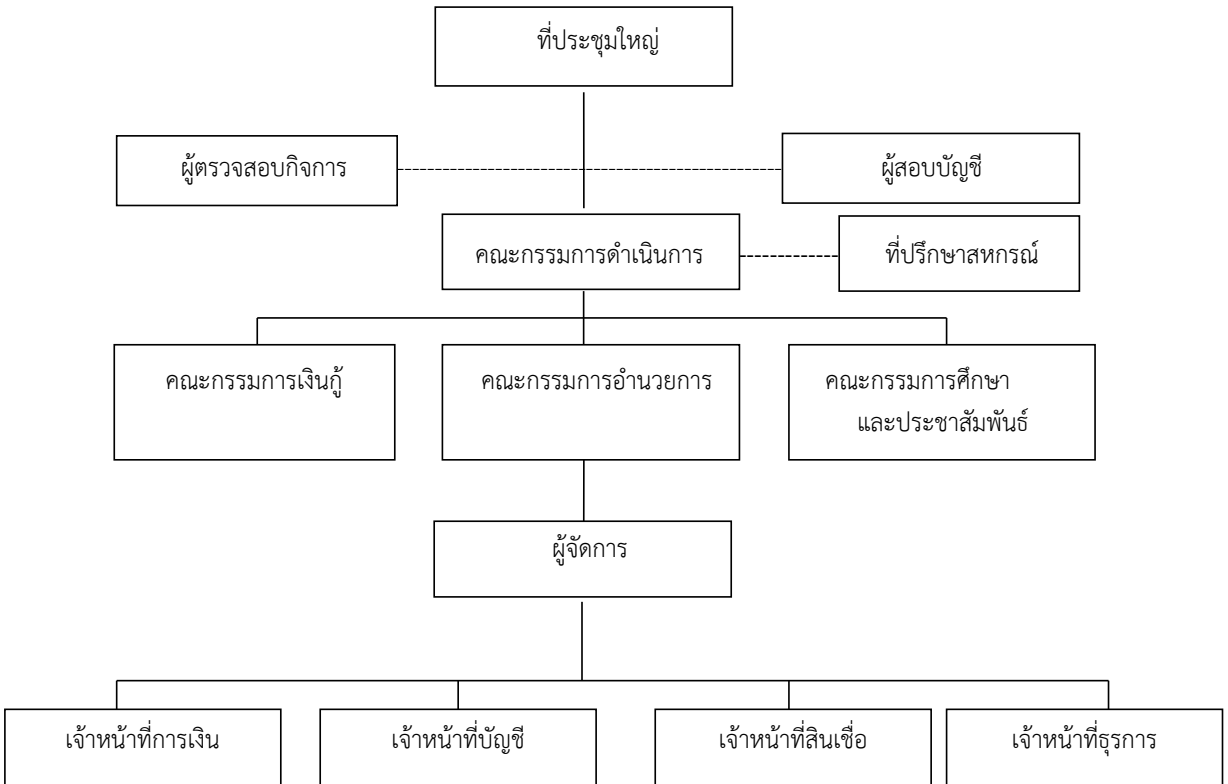 ที่ประชุมใหญ่
ผู้ตรวจสอบกิจการ
ผู้สอบบัญชี
คณะกรรมการดำเนินการ
ที่ปรึกษาสหกรณ์
คณะกรรมการเงินกู้
คณะกรรมการอำนวยการ
คณะกรรมการศึกษา
และประชาสัมพันธ์
ผู้จัดการ
เจ้าหน้าที่การเงิน
เจ้าหน้าที่บัญชี
เจ้าหน้าที่สินเชื่อ
เจ้าหน้าที่ธุรการ